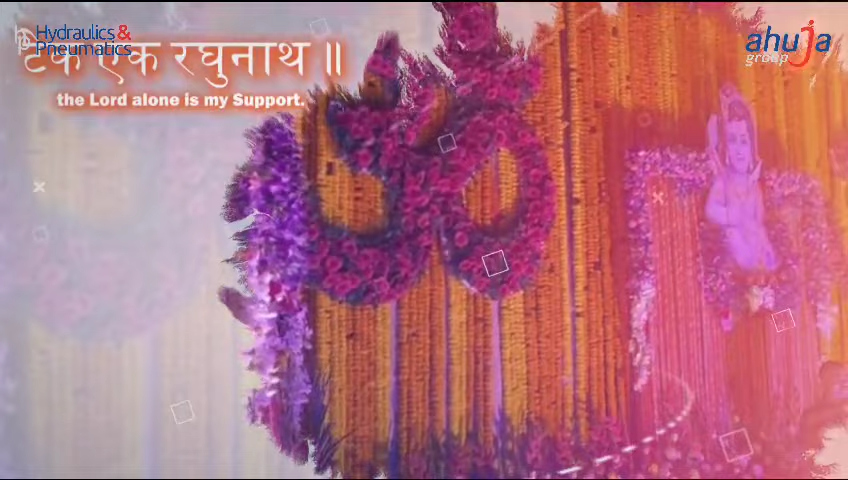 Hydraulics&
Pneumatics
ahuja
group
टेक एक रघुनाथ ॥
the Lord alone is my Support.